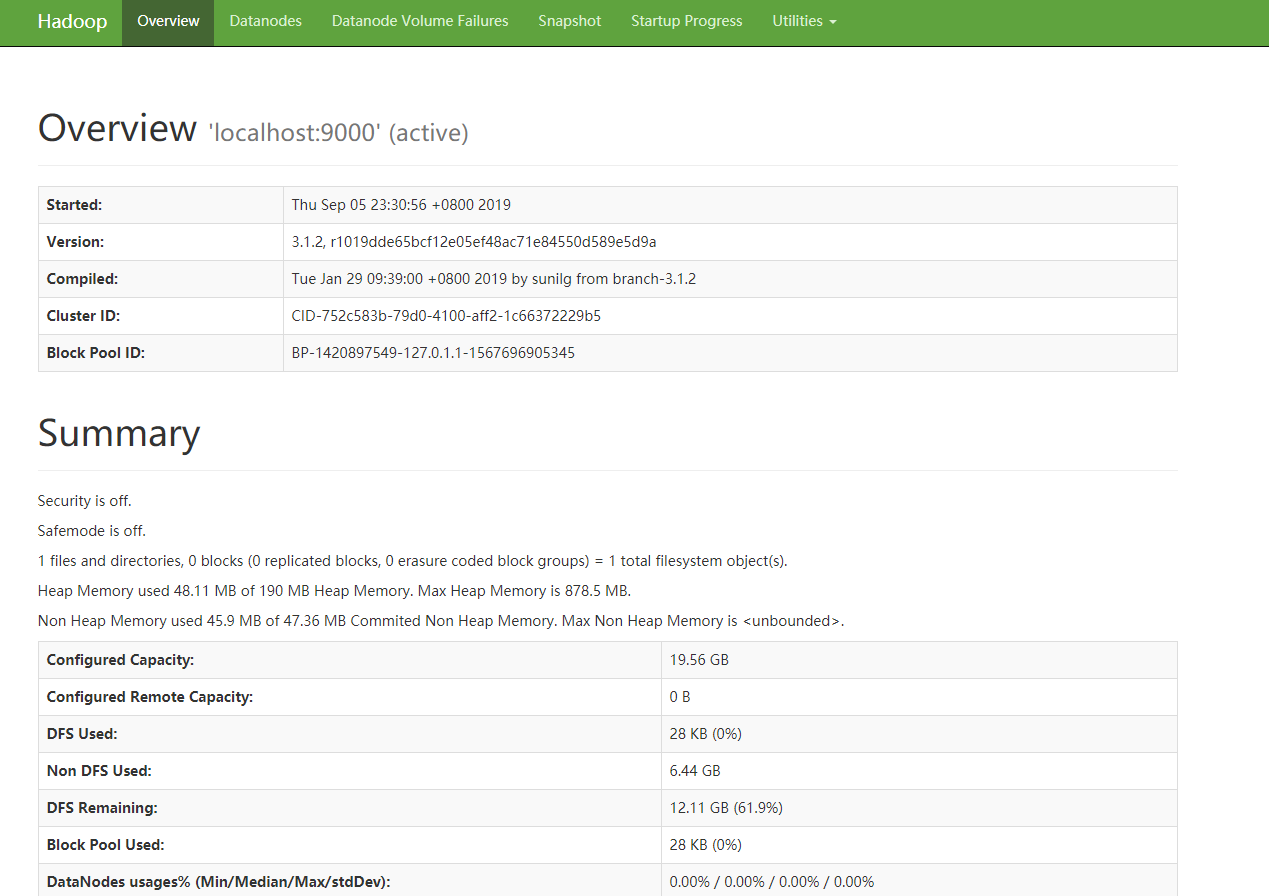 Hadoop Overview Datanodes Datanode Volume Failures Snapshot Startup Progress Utilities
Overview 'localhost:9000' (active)
Started: Thu Sep 05 23:30:56 +0800 2019
Version: 3.1.2, r1019dde65bcf12e05ef48ac71e84550d589e5d9a
Compiled: Tue Jan 29 09:39:00 +0800 2019 by sunilg from branch-3.1.2
Cluster ID: CID-752c583b-79d0-4100-aff2-1c66372229b5
Block Pool ID: BP-1420897549-127.0.1.1-1567696905345
Summary
Security is off.
Safemode is off.
1 files and directories, 0 blocks (0 replicated blocks, 0 erasure coded block groups) = 1 total filesystem object(s).
Heap Memory used 48.11 MB of 190 MB Heap Memory. Max Heap Memory is 878.5 MB.
Non Heap Memory used 45.9 MB of 47.36 MB Commited Non Heap Memory. Max Non Heap Memory is <unbounded>.
Configured Capacity: 19.56 GB
Configured Remote Capacity: 0 B
DFS Used: 28 KB (0%)
Non DFS Used: 6.44 GB
DFS Remaining: 12.11 GB (61.9%)
Block Pool Used: 28 KB (0%)
DataNodes usages% (Min/Median/Max/stdDev): 0.00% / 0.00% / 0.00% / 0.00%